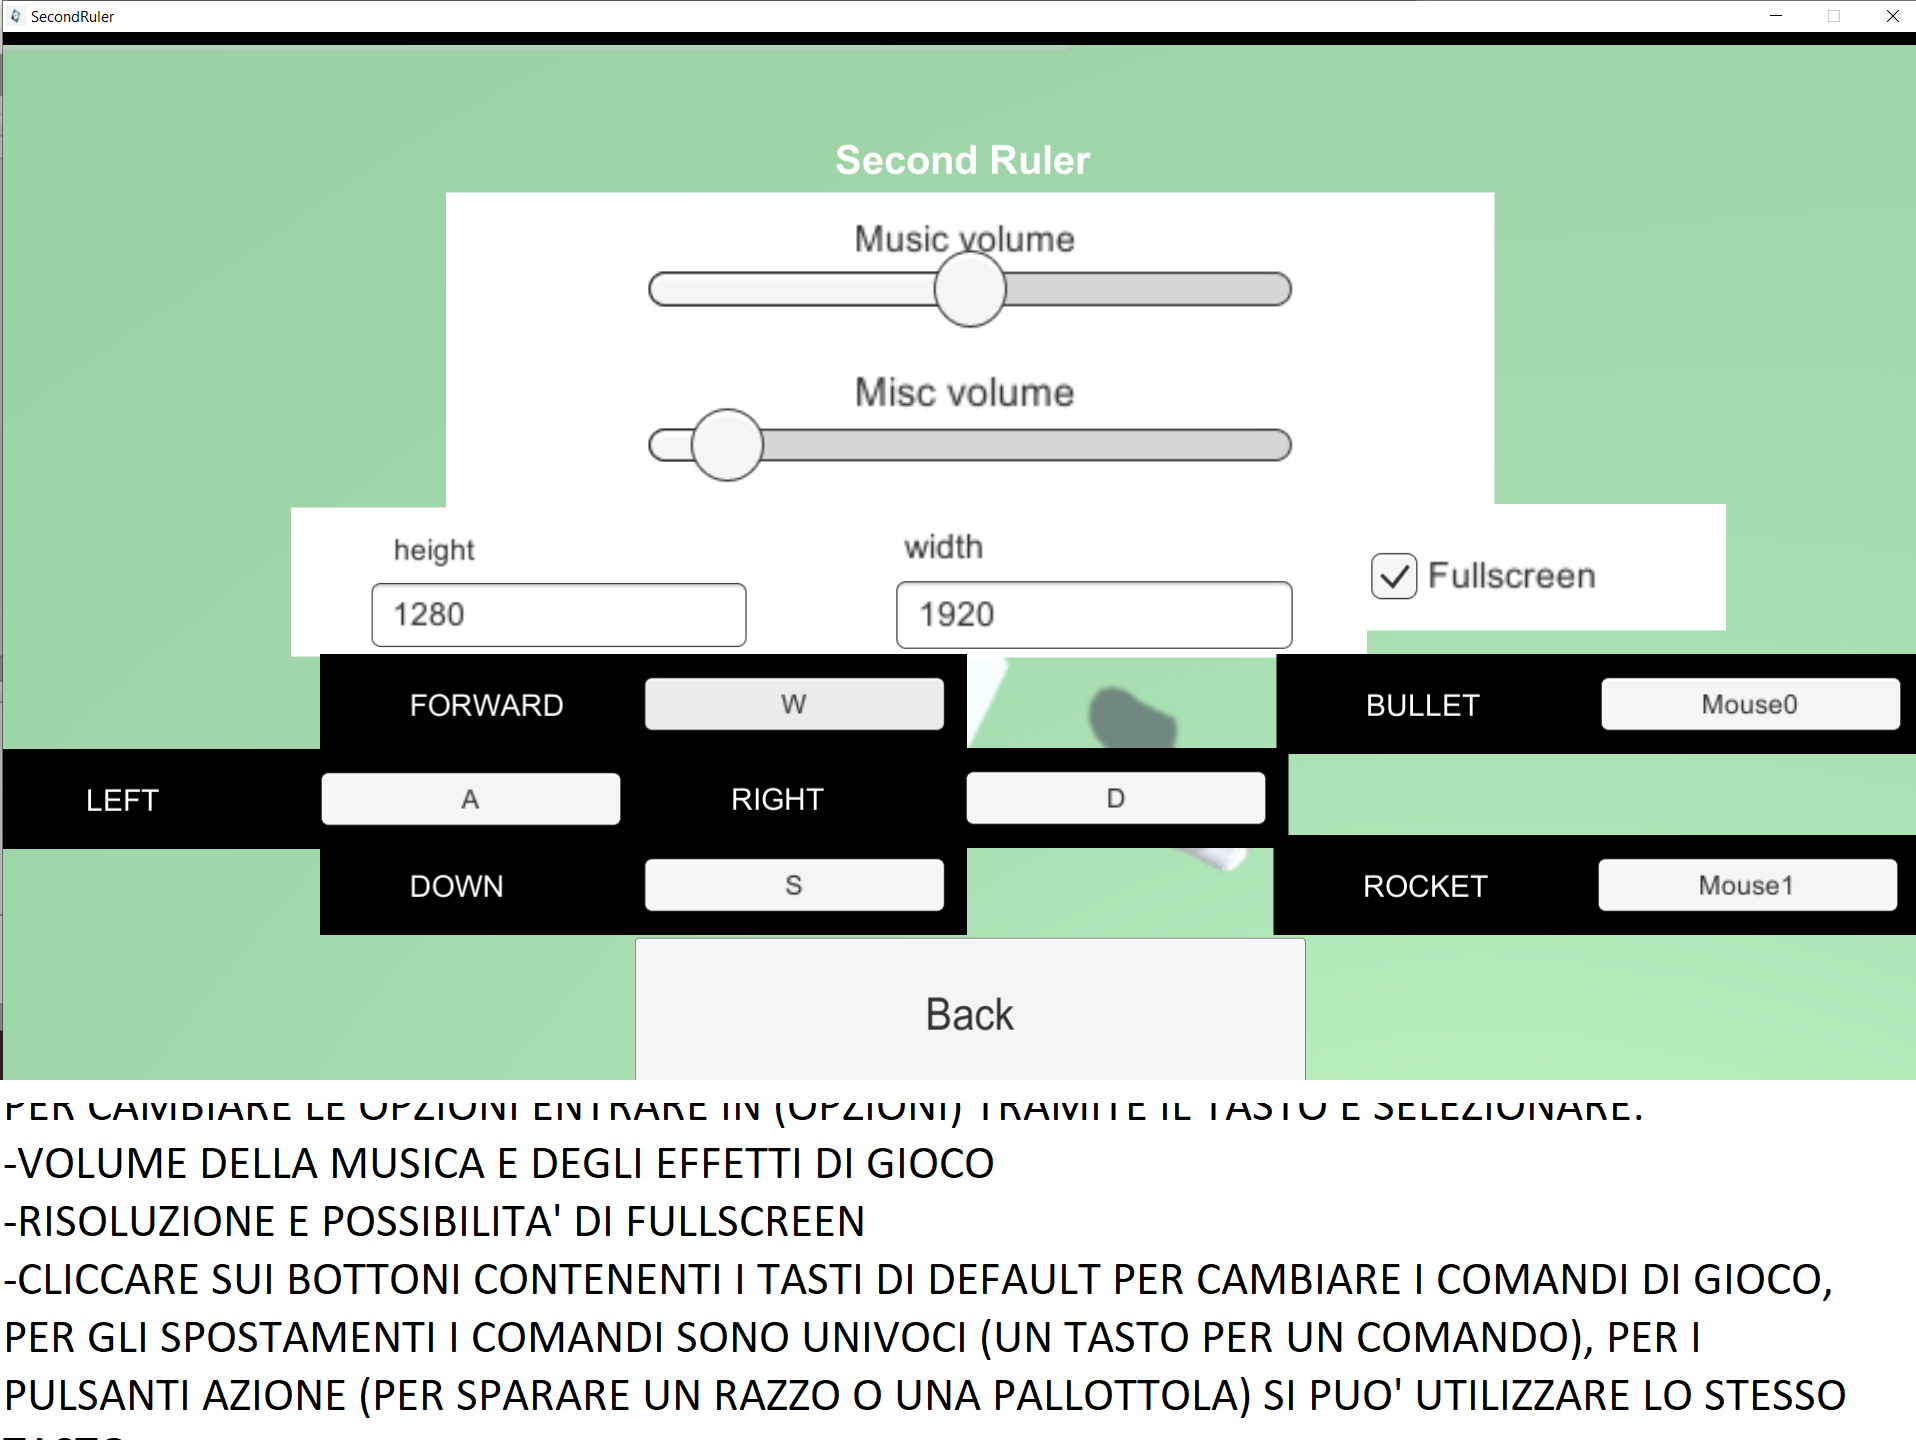 SecondRuler
Second Ruler
Music volume
Misc volume
height
width
1280
1920
Fullscreen
FORWARD W
BULLET Mouse0
LEFT A RIGHT D
DOWN S
ROCKET Mouse1
Back
PER CAMBIARE LE OPZIONI ENTRARE IN (OPZIONI) TRAMITE IL TASTO E SELEZIONARE:
-VOLUME DELLA MUSICA E DEGLI EFFETTI DI GIOCO
-RISOLUZIONE E POSSIBILITA' DI FULLSCREEN
-CLICCARE SUI BOTTONI CONTENENTI I TASTI DI DEFAULT PER CAMBIARE I COMANDI DI GIOCO,
PER GLI SPOSTAMENTI I COMANDI SONO UNIVOCI (UN TASTO PER UN COMANDO), PER I
PULSANTI AZIONE (PER SPARARE UN RAZZO O UNA PALLOTTOLA) SI PUO' UTILIZZARE LO STESSO